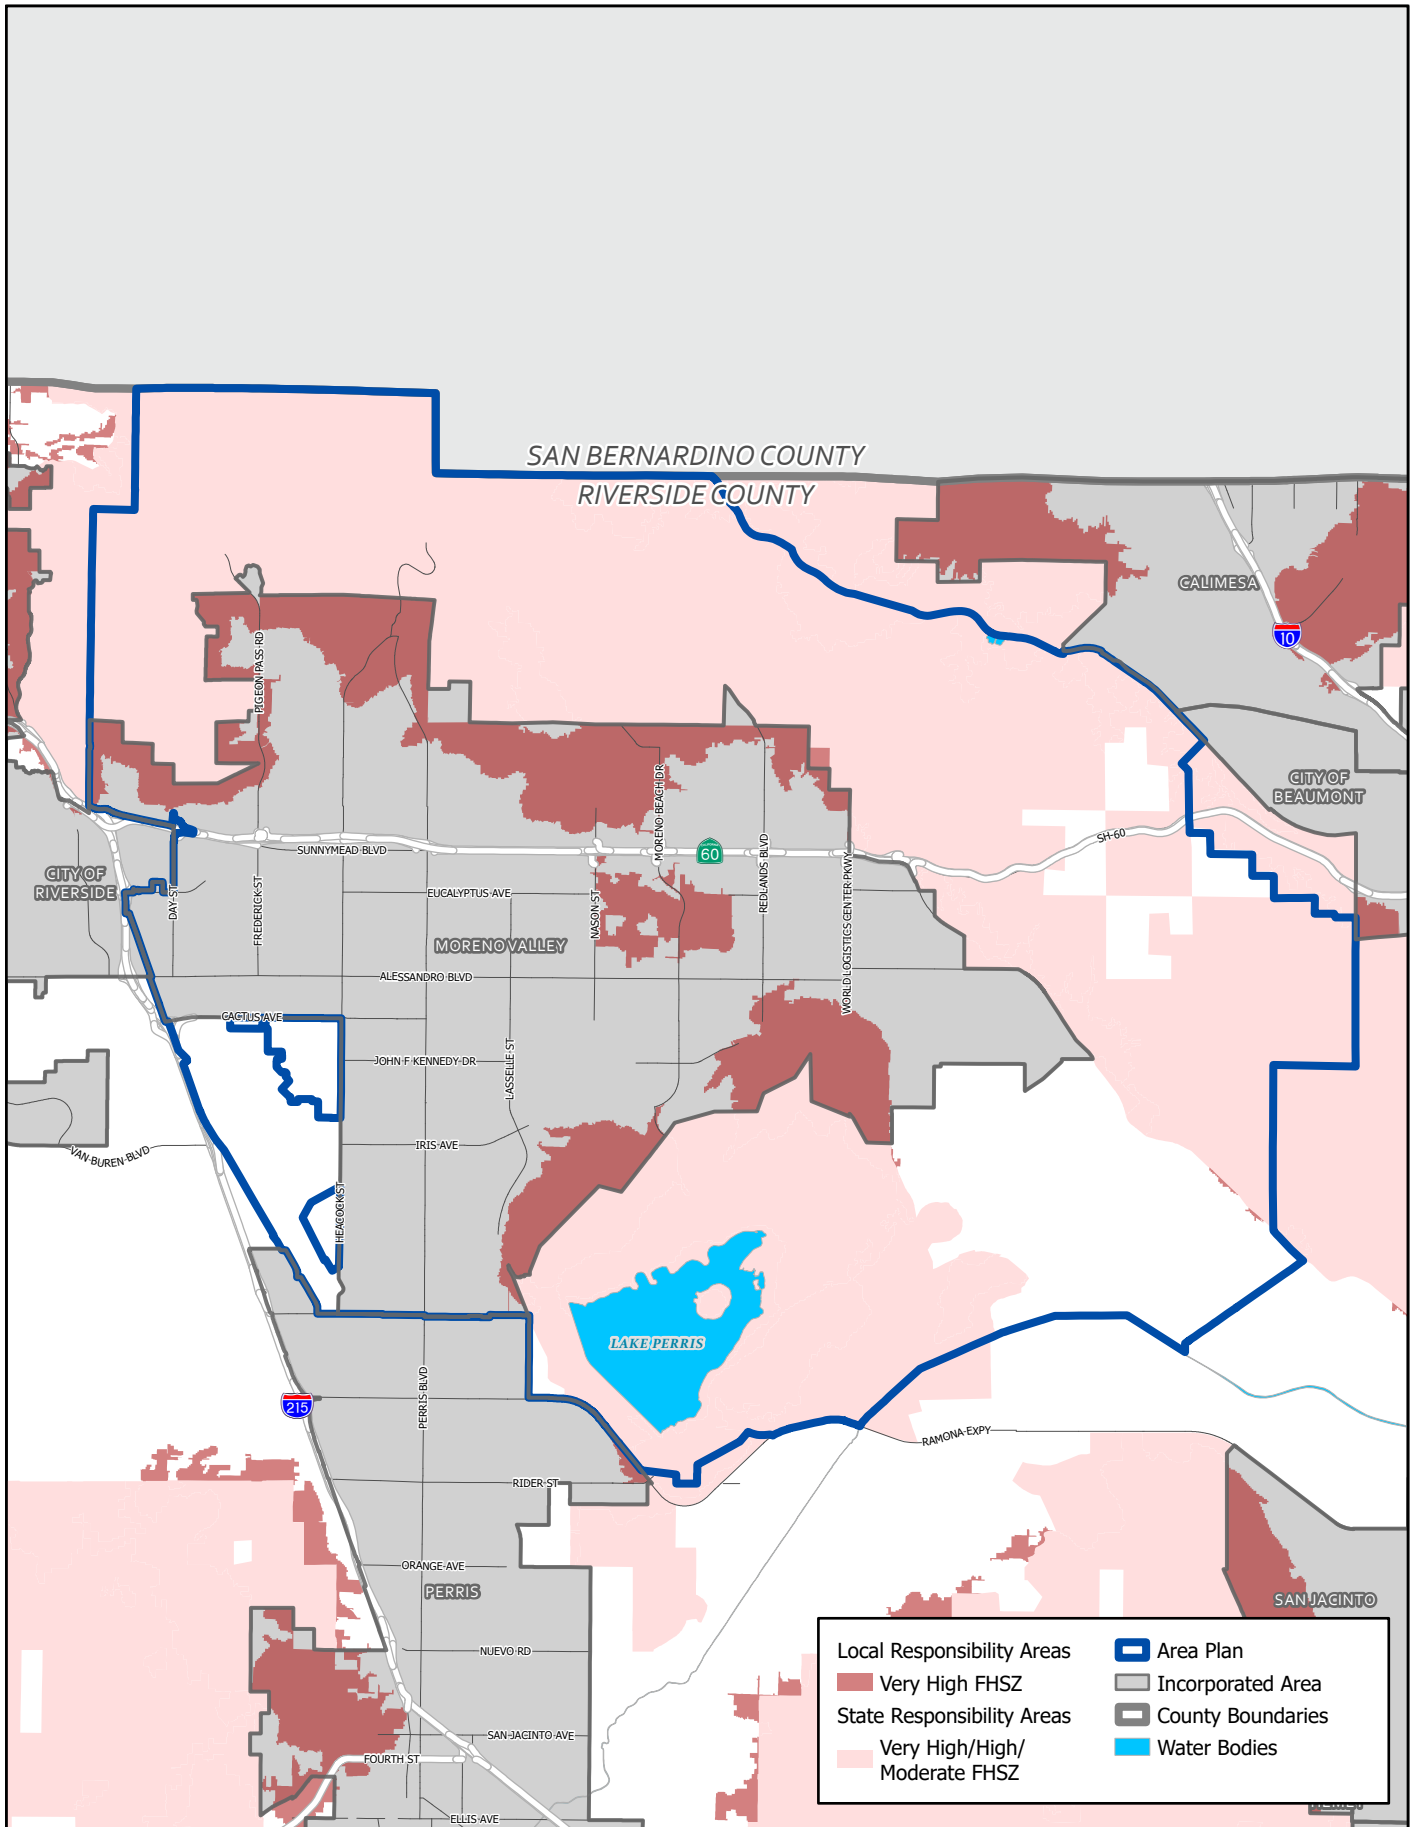 SAN BERNARDINO COUNTY
RIVERSIDE COUNTY
CALIMESA
10
PIGEON PASS RD
CITY OF
BEAUMONT
MORENO BEACH DR
SH-60
SUNNYMEAD BLVD
CALIFORNIA
60
REDLANDS BLVD
WORLD LOGISTICS CENTER PKWY
CITY OF
RIVERSIDE
DAY ST
FREDERICK ST
EUCALYPTUS AVE
NASON ST
MORENO VALLEY
ALESSANDRO BLVD
CACTUS AVE
JOHN F KENNEDY DR
LASSELLE ST
IRIS AVE
VAN BUREN BLVD
HEACOCK ST
LAKE PERRIS
PERRIS BLVD
215
RAMONA EXPY
RIDER ST
ORANGE AVE
PERRIS
SAN JACINTO
NUEVO RD
SAN JACINTO AVE
FOURTH ST
ELLIS AVE
Local Responsibility Areas
Very High FHSZ
State Responsibility Areas
Very High/High/
Moderate FHSZ
Area Plan
Incorporated Area
County Boundaries
Water Bodies